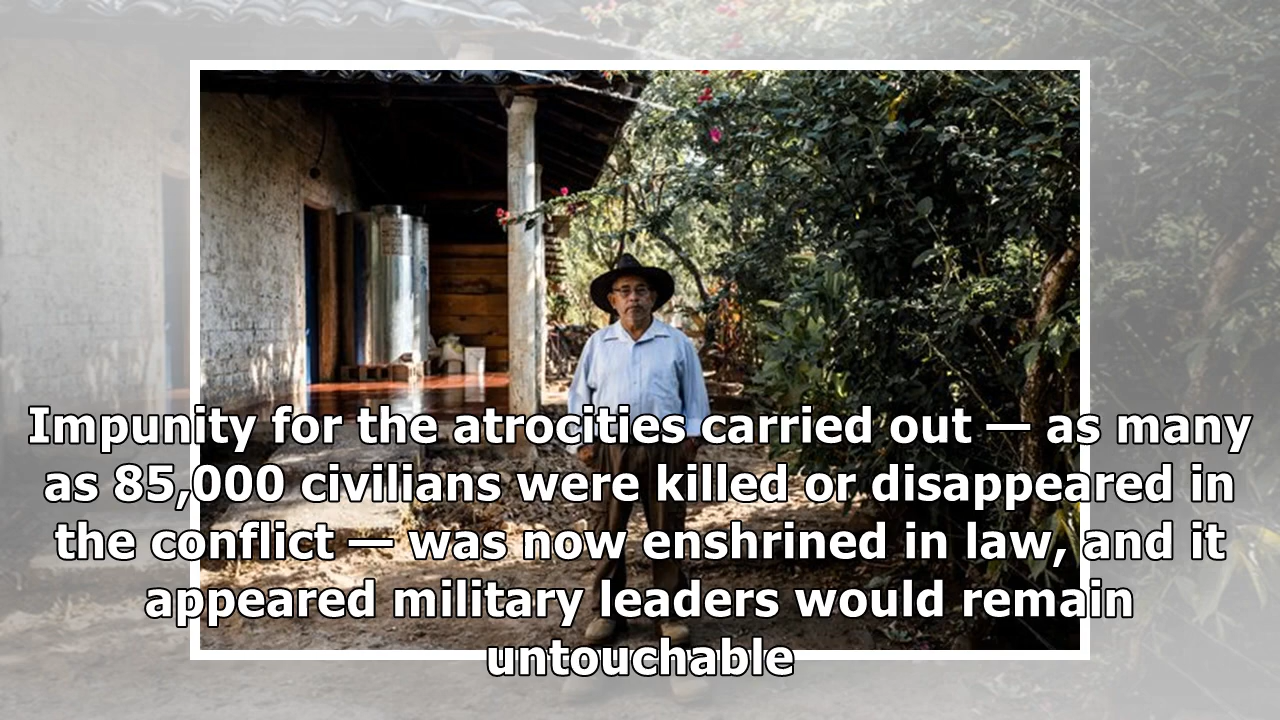 Impunity for the atrocities carried out — as many
as 85,000 civilians were killed or disappeared in
the conflict — was now enshrined in law, and it
appeared military leaders would remain
untouchable